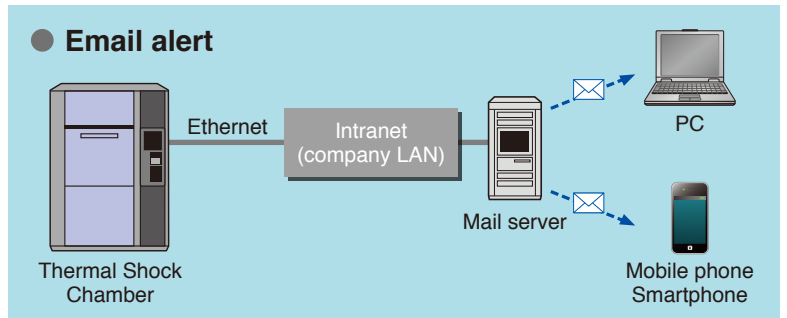 ● Email alert
Ethernet
Intranet
(company LAN)
PC
Mail server
Thermal Shock
Chamber
Mobile phone
Smartphone